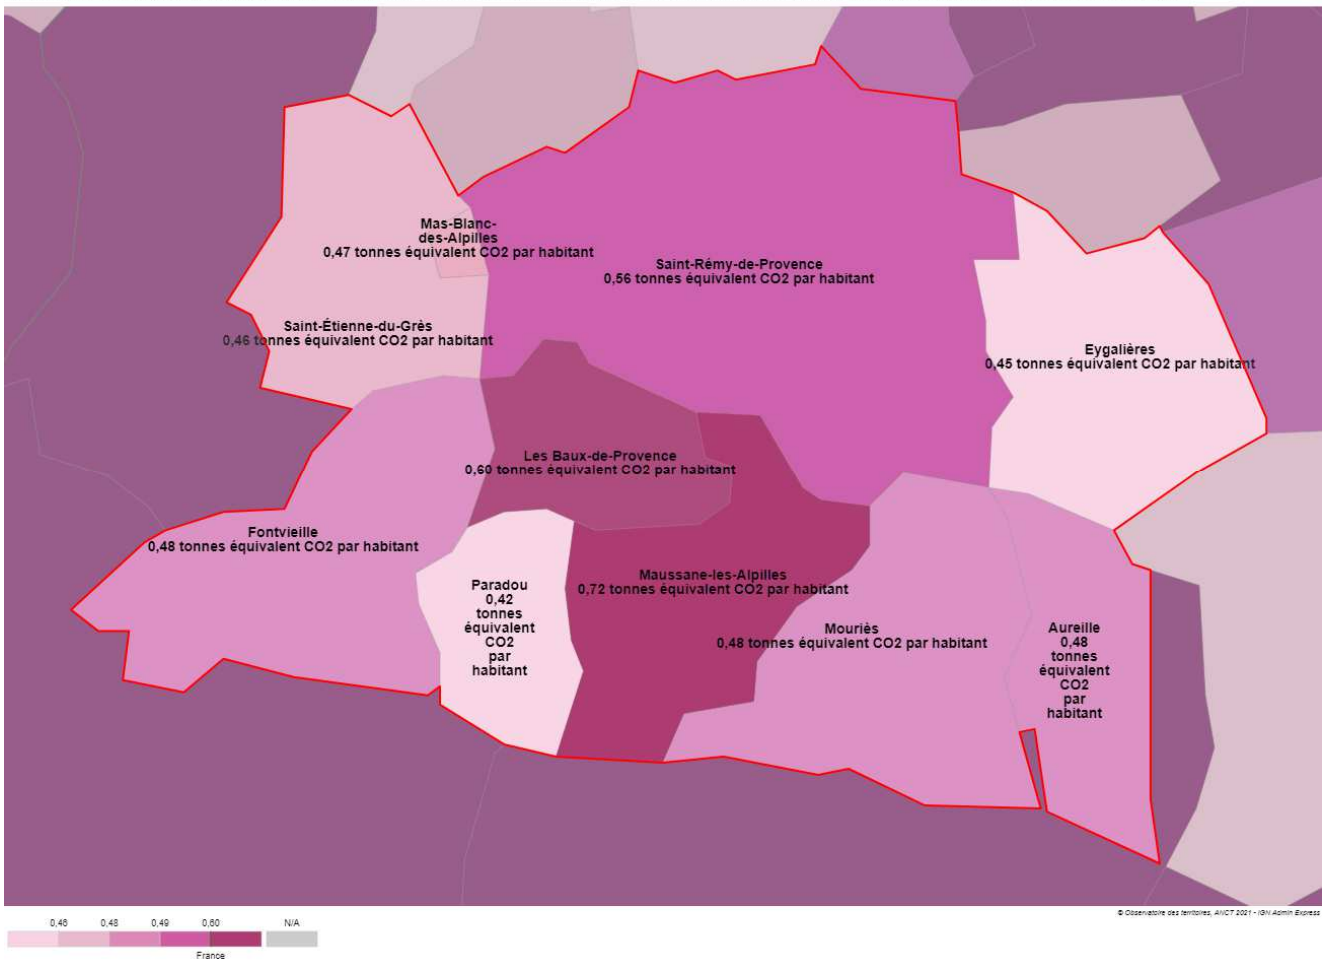 Mas-Blanc-
des-Alpilles
0,47 tonnes équivalent CO2 par habitant
Saint-Rémy-de-Provence
0,56 tonnes équivalent CO2 par habitant
Saint-Étienne-du-Grès
0,46 tonnes équivalent CO2 par habitant
Eygalières
0,45 tonnes équivalent CO2 par habitant
Les Baux-de-Provence
0,60 tonnes équivalent CO2 par habitant
Fontvieille
0,48 tonnes équivalent CO2 par habitant
Paradou
0,42
tonnes
équivalent
CO2
par
habitant
Maussane-les-Alpilles
0,72 tonnes équivalent CO2 par habitant
Mouriès
0,48 tonnes équivalent CO2 par habitant
Aureille
0,48
tonnes
équivalent
CO2
par
habitant
© Observatoire des territoires, ANCT 2021 - IGN Admin Express
0,46 0,48 0,49 0,60 N/A
France